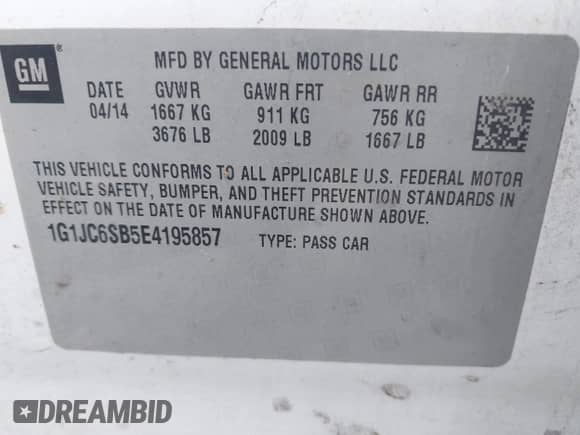 GM
®
MFD BY GENERAL MOTORS LLC
DATE GVWR GAWR FRT GAWR RR
04/14 1667 KG 911 KG 756 KG
3676 LB 2009 LB 1667 LB
THIS VEHICLE CONFORMS TO ALL APPLICABLE U.S. FEDERAL MOTOR
VEHICLE SAFETY, BUMPER, AND THEFT PREVENTION STANDARDS IN
EFFECT ON THE DATE OF MANUFACTURE SHOWN ABOVE.
1G1JC6SB5E4195857 TYPE: PASS CAR
DREAMBID